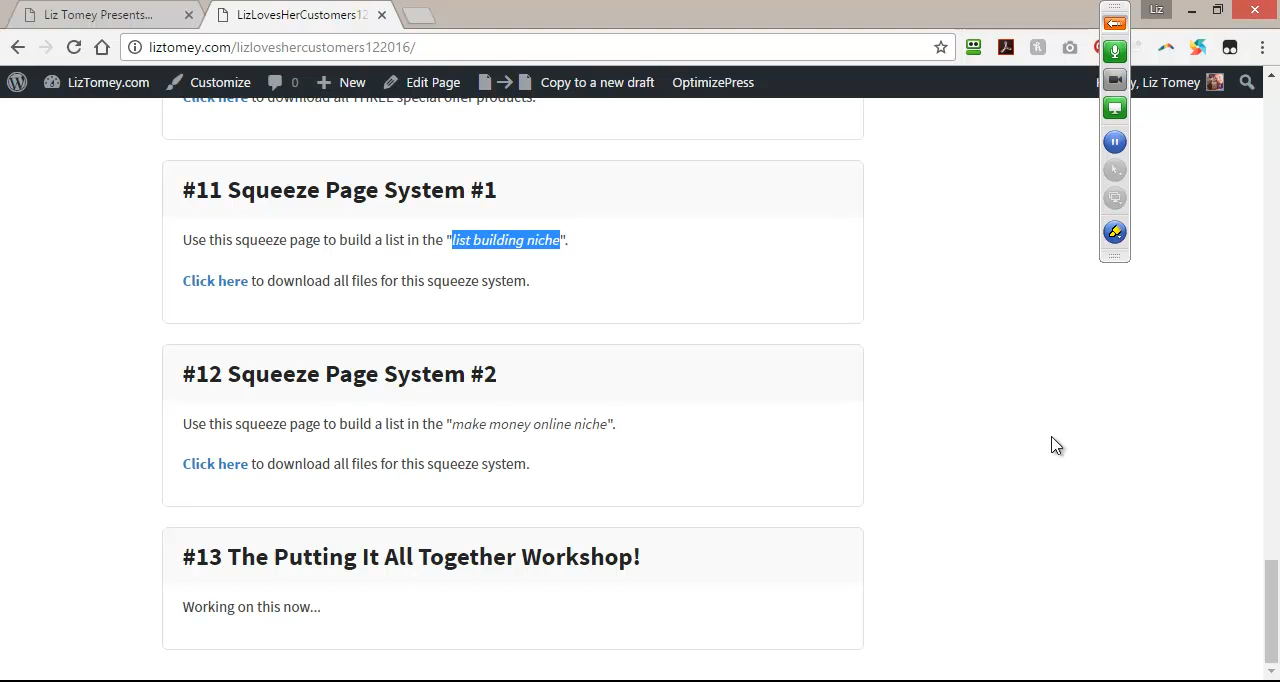 Liz Tomey Presents...
LizLovesHerCustomers12
Liz
liztomey.com/lizloveshercustomers122016/
LizTomey.com
Customize
0
New
Edit Page
Copy to a new draft
OptimizePress
y, Liz Tomey
Click here to download all THREE special offer products.
#11 Squeeze Page System #1
Use this squeeze page to build a list in the "list building niche".
Click here to download all files for this squeeze system.
#12 Squeeze Page System #2
Use this squeeze page to build a list in the "make money online niche".
Click here to download all files for this squeeze system.
#13 The Putting It All Together Workshop!
Working on this now...